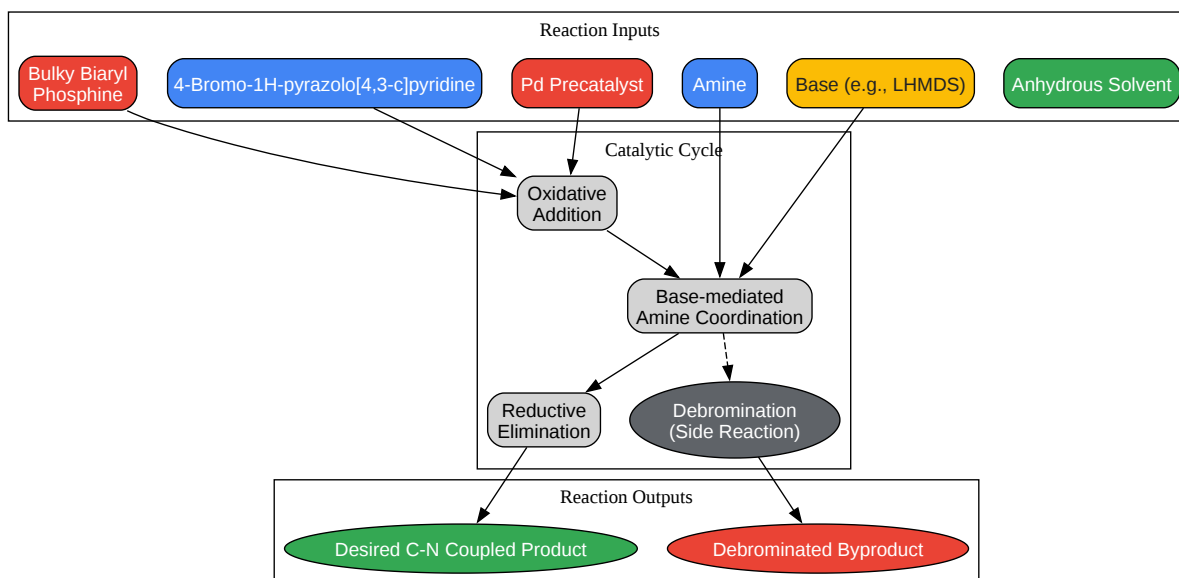 Reaction Inputs
Bulky Biaryl
Phosphine
4-Bromo-1H-pyrazolo[4,3-c]pyridine
Pd Precatalyst
Amine
Base (e.g., LHMDS)
Anhydrous Solvent
Catalytic Cycle
Oxidative
Addition
Base-mediated
Amine Coordination
Reductive
Elimination
Debromination
(Side Reaction)
Reaction Outputs
Desired C-N Coupled Product
Debrominated Byproduct